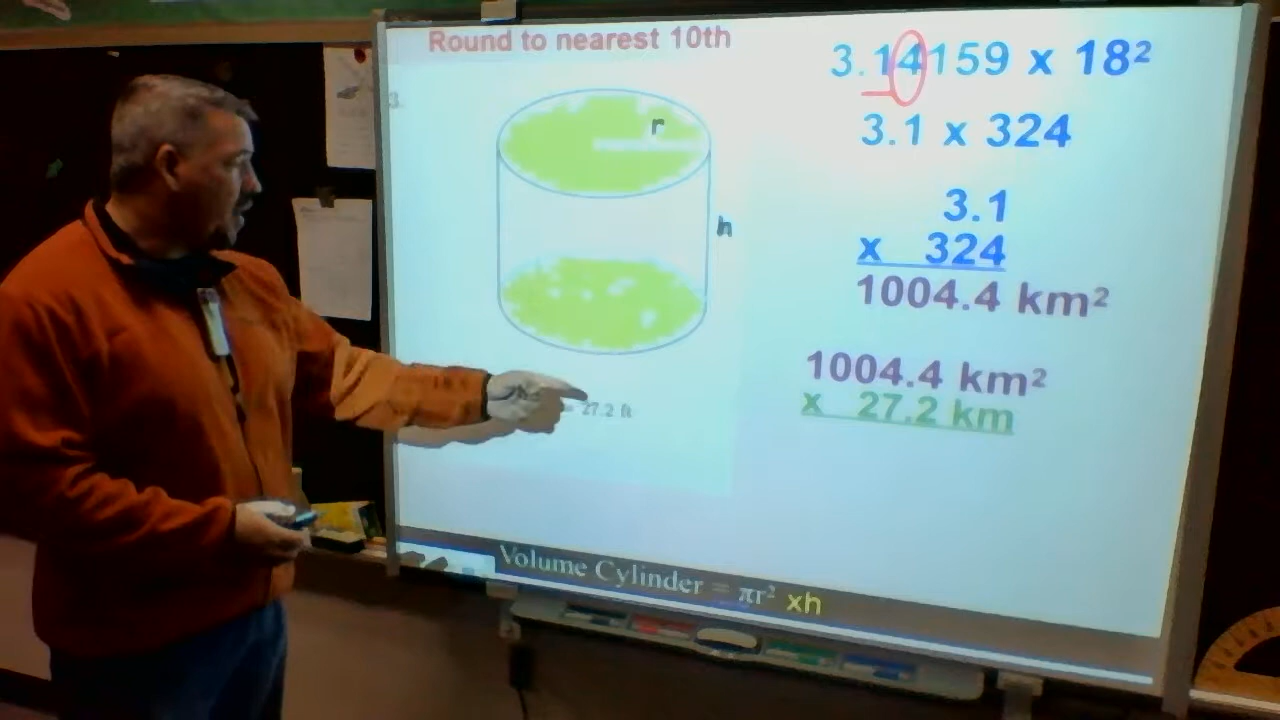 Round to nearest 10th
3.
r
h
= 27.2 ft
3.14159 x 18²
3.1 x 324
3.1
x 324
1004.4 km²
1004.4 km²
x 27.2 km
Volume Cylinder = πr² xh